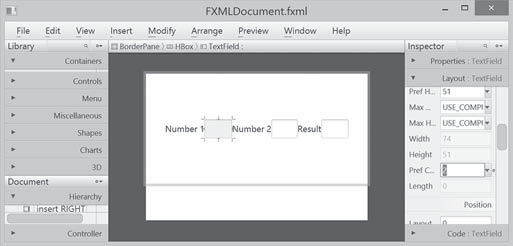 FXMLDocument.fxml
File Edit View Insert Modify Arrange Preview Window Help
Library
Containers
Controls
Menu
Miscellaneous
Shapes
Charts
3D
Document
Hierarchy
insert RIGHT
Controller
BorderPane HBox TextField :
Number 1 Number 2 Result
Inspector
Properties : TextField
Layout : TextField
Pref H... 51
Max ... USE_COMPU
Max H... USE_COMPU
Width 74
Height 51
Pref C...
Length 0
Position
Layout 0
Code : TextField